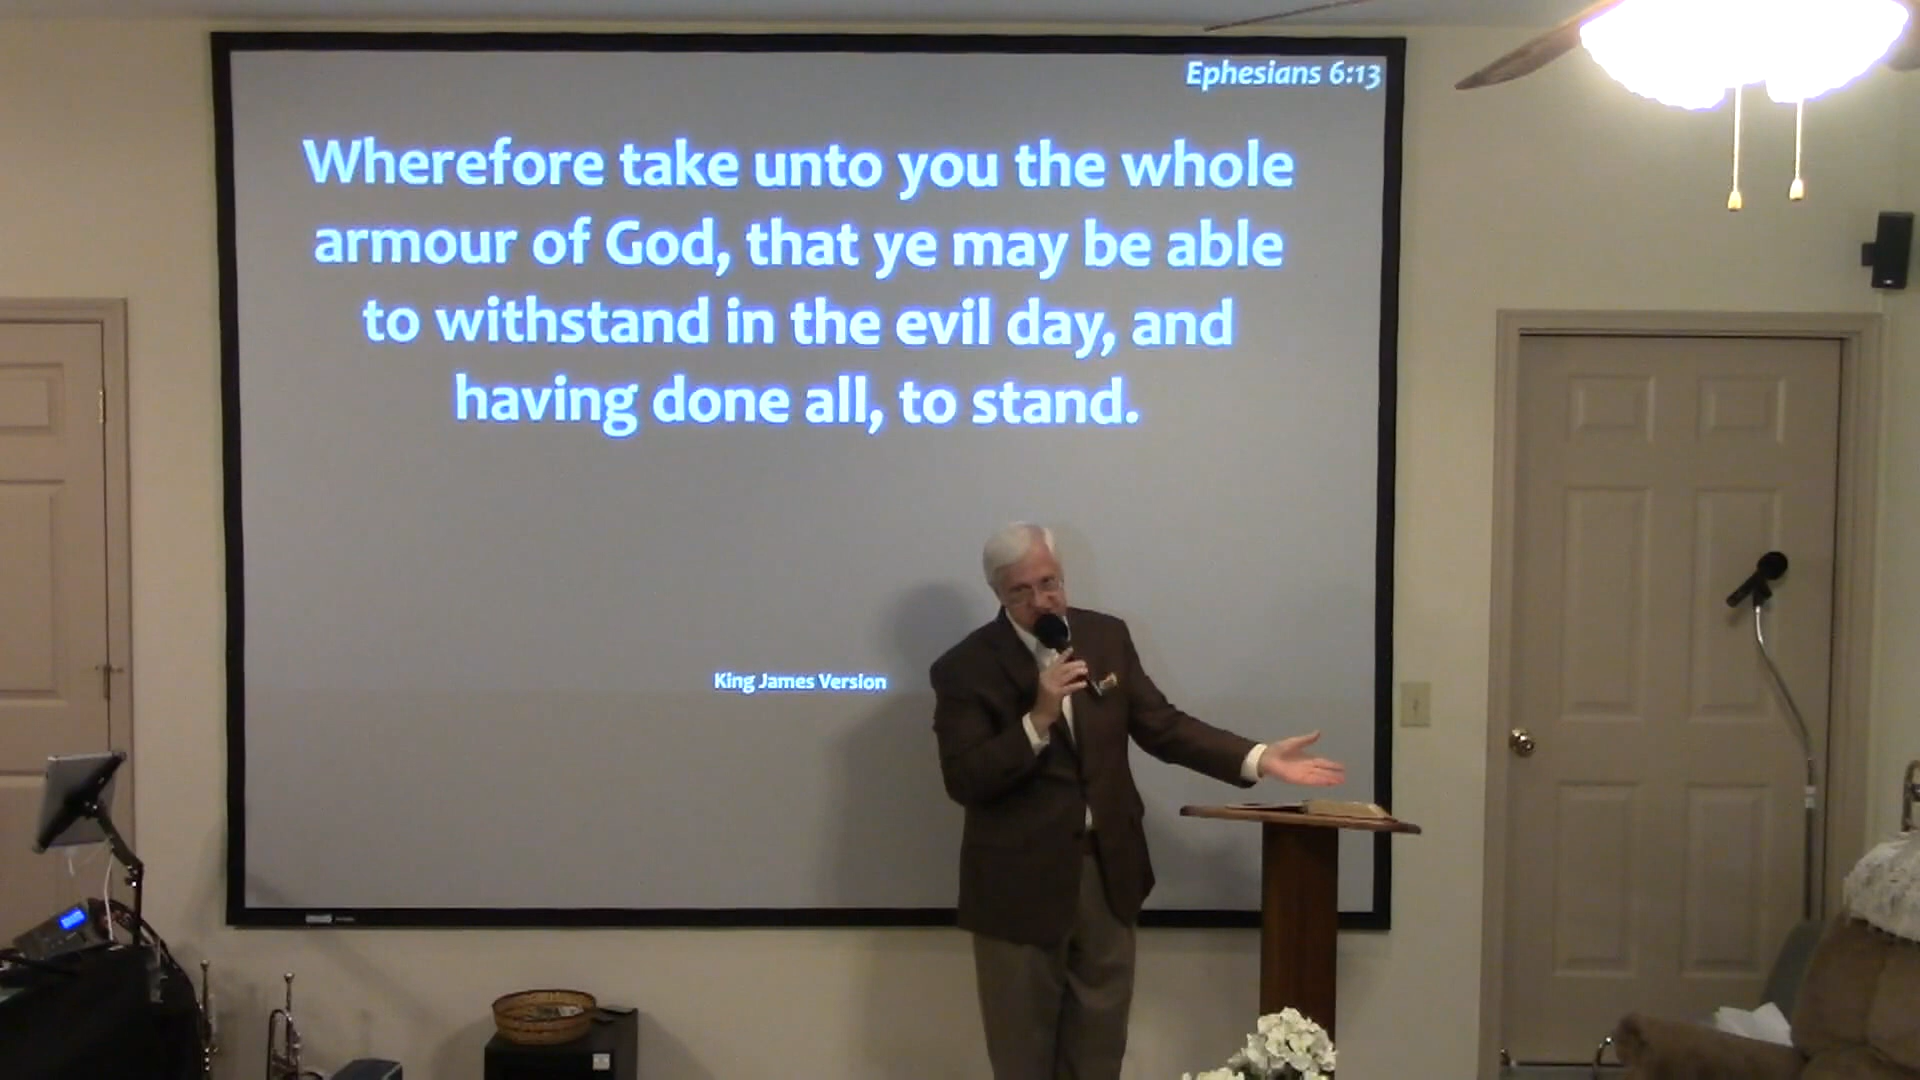 Ephesians 6:13
Wherefore take unto you the whole
armour of God, that ye may be able
to withstand in the evil day, and
having done all, to stand.
King James Version